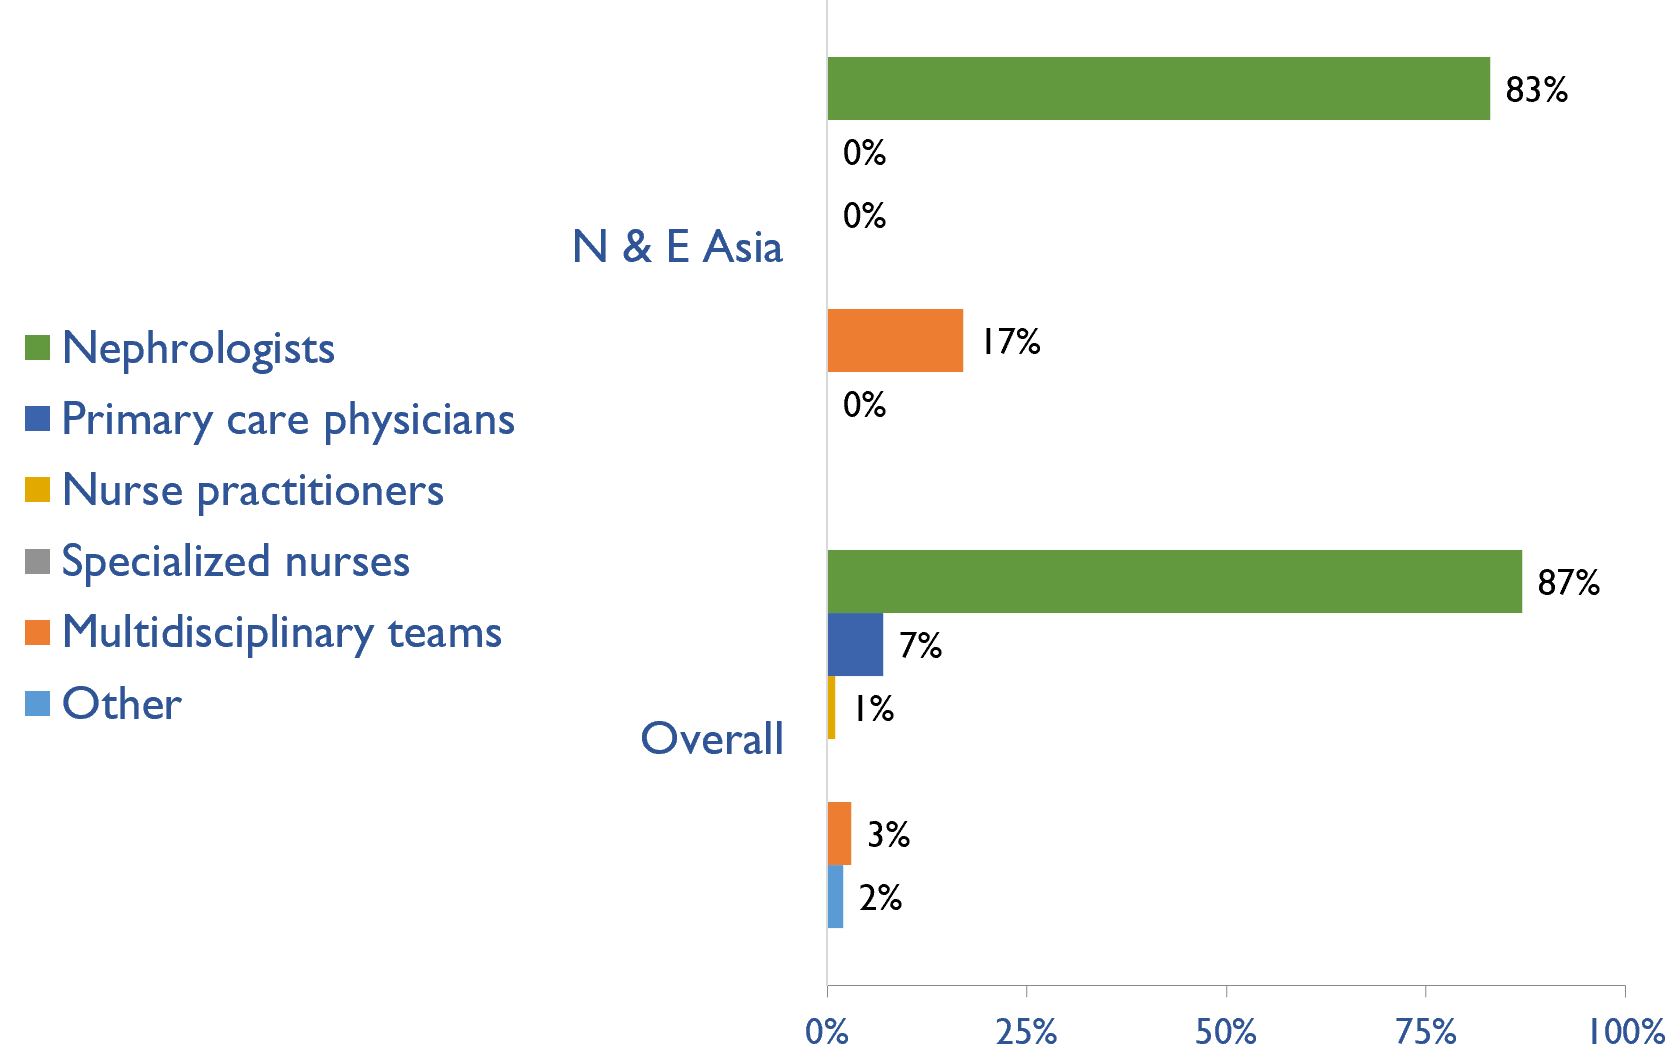 83%
0%
0%
N & E Asia
17%
0%
Nephrologists
Primary care physicians
Nurse practitioners
Specialized nurses
Multidisciplinary teams
Other
87%
7%
1%
Overall
3%
2%
0% 25% 50% 75% 100%